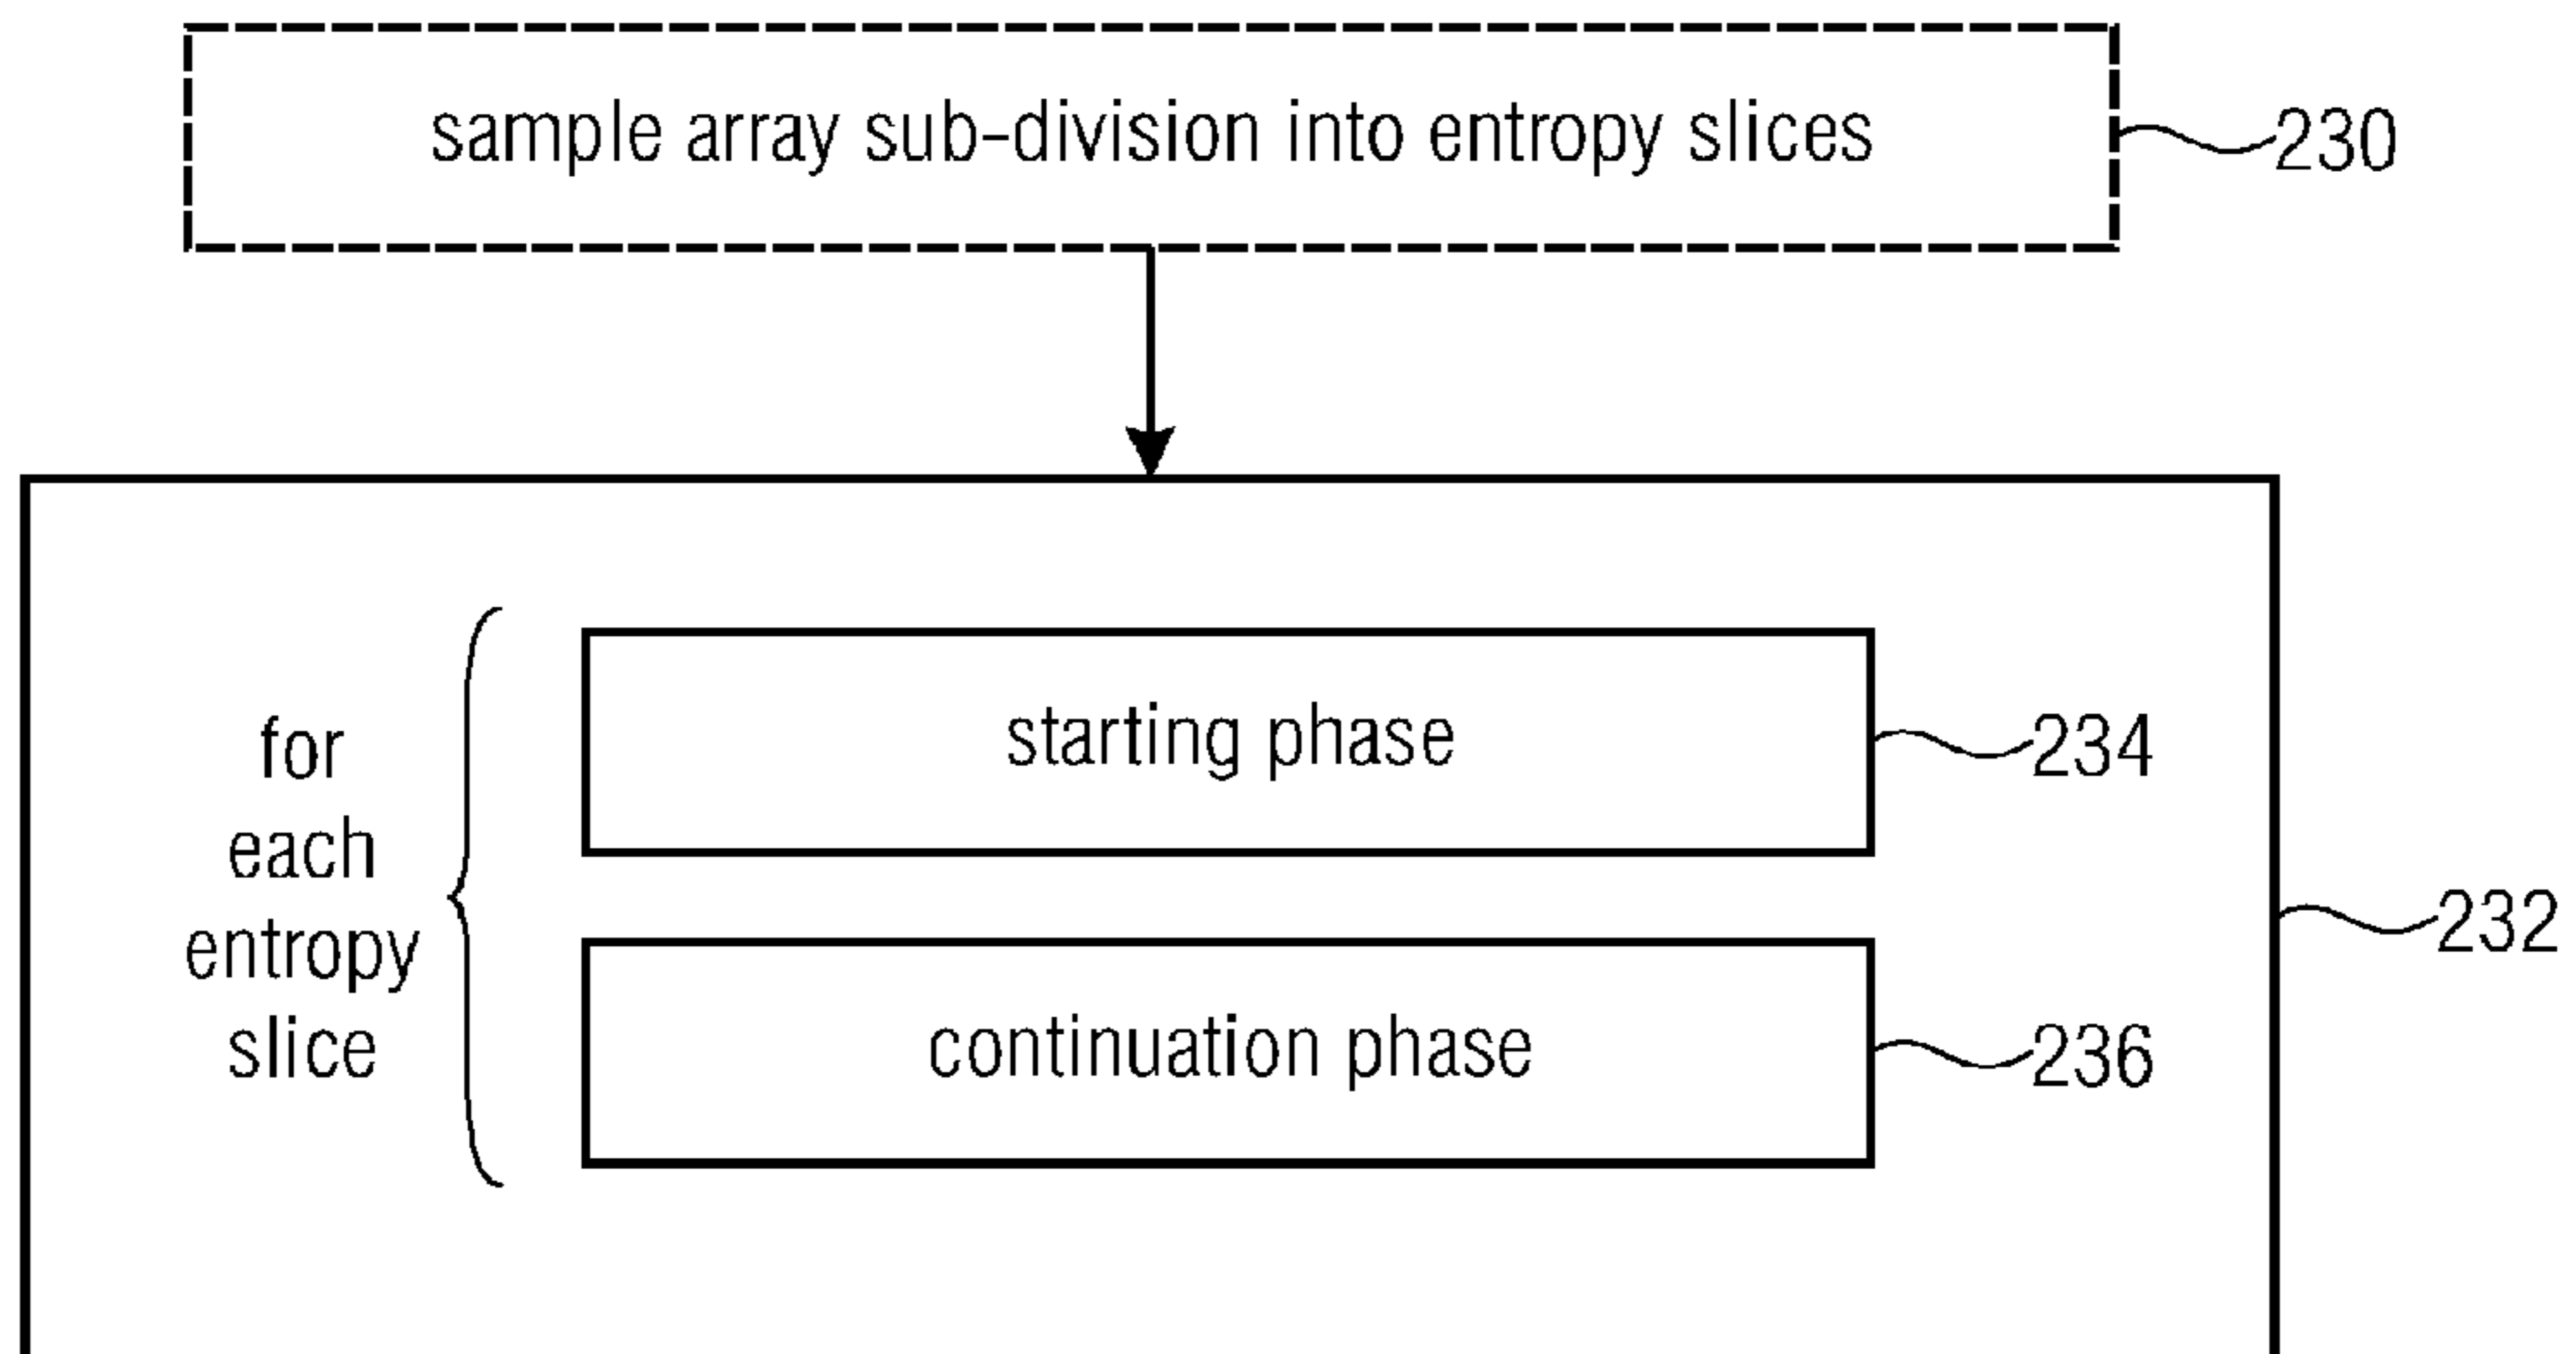 sample array sub-division into entropy slices
230
for
each
entropy
slice
starting phase
234
continuation phase
236
232